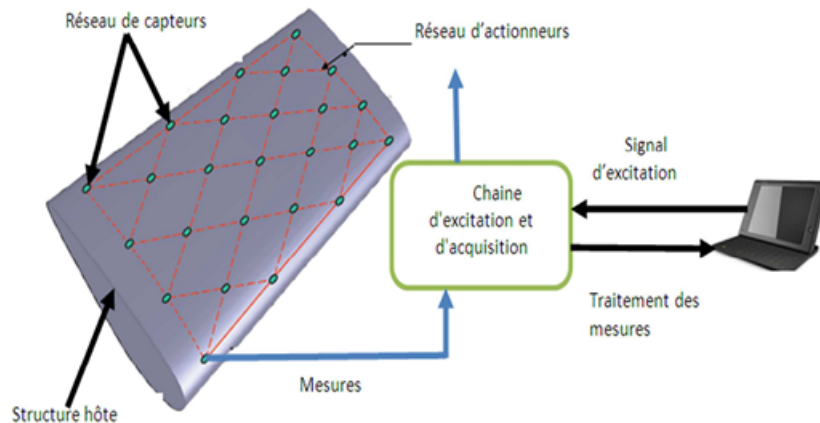 Réseau de capteurs
Réseau d'actionneurs
Signal
d'excitation
Chaine
d'excitation et
d'acquisition
Traitement des
mesures
Mesures
Structure hôte